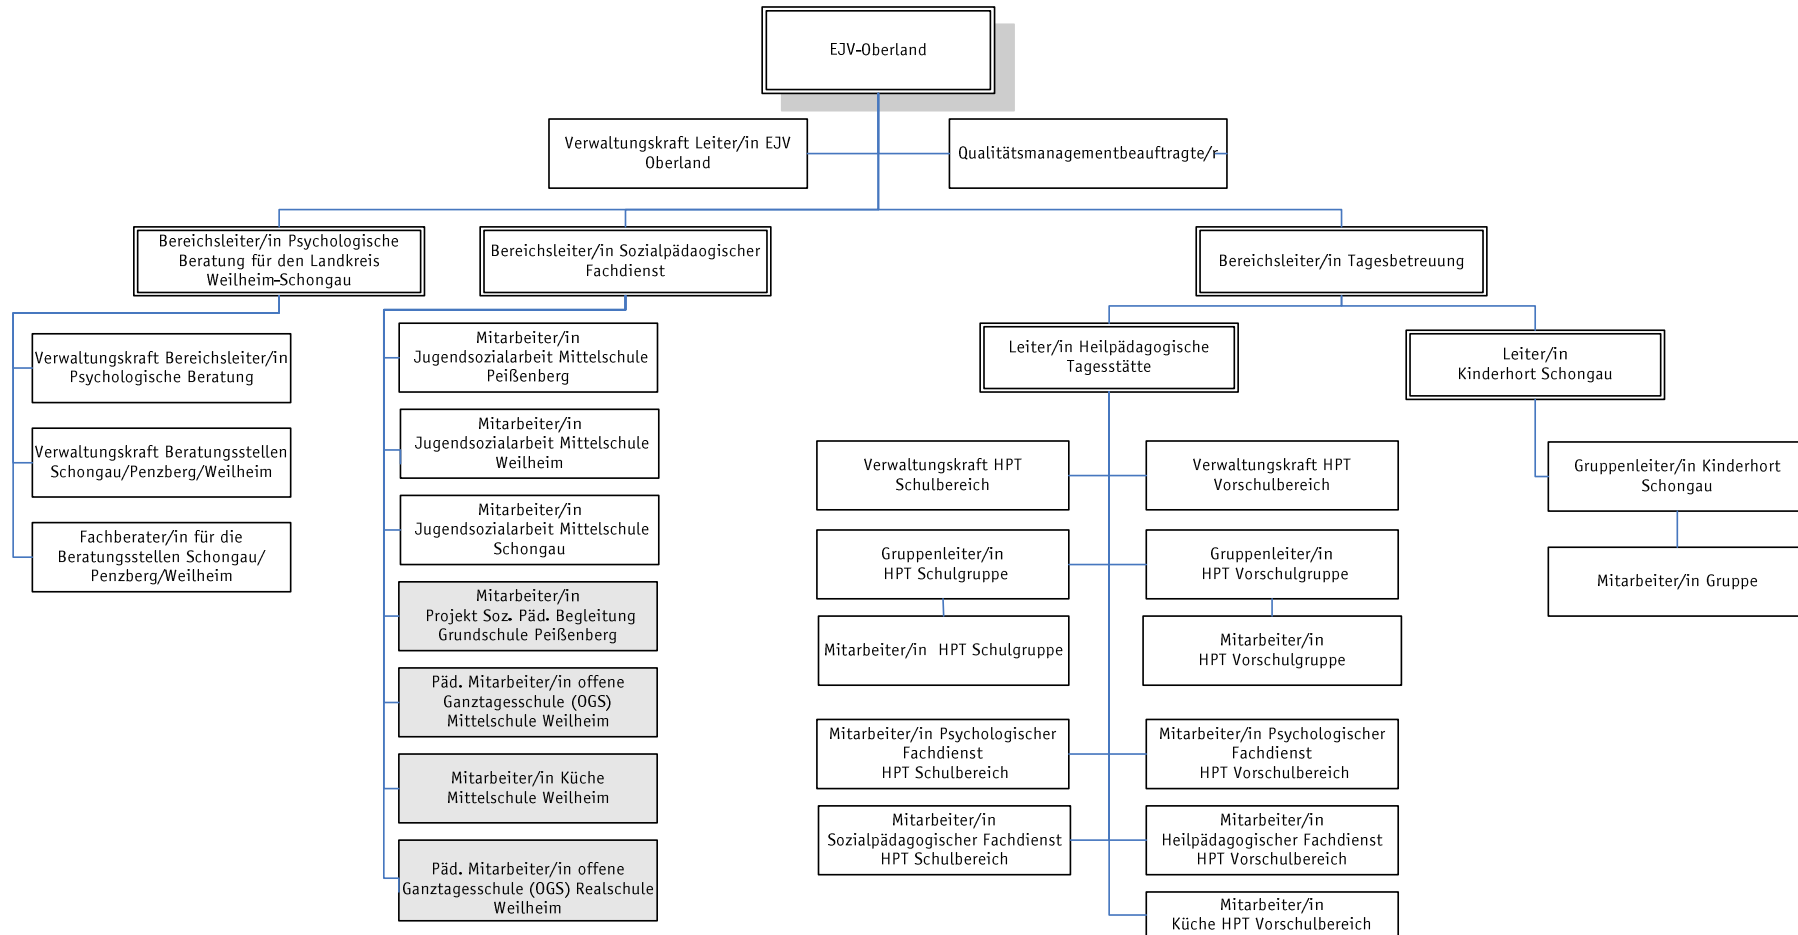 EJV-Oberland
Verwaltungskraft Leiter/in EJV
Oberland
Qualitätsmanagementbeauftragte/r
Bereichsleiter/in Psychologische
Beratung für den Landkreis
Weilheim-Schongau
Bereichsleiter/in Sozialpädaogischer
Fachdienst
Bereichsleiter/in Tagesbetreuung
Verwaltungskraft Bereichsleiter/in
Psychologische Beratung
Verwaltungskraft Beratungsstellen
Schongau/Penzberg/Weilheim
Fachberater/in für die
Beratungsstellen Schongau/
Penzberg/Weilheim
Mitarbeiter/in
Jugendsozialarbeit Mittelschule
Peißenberg
Mitarbeiter/in
Jugendsozialarbeit Mittelschule
Weilheim
Mitarbeiter/in
Jugendsozialarbeit Mittelschule
Schongau
Mitarbeiter/in
Projekt Soz. Päd. Begleitung
Grundschule Peißenberg
Päd. Mitarbeiter/in offene
Ganztagesschule (OGS)
Mittelschule Weilheim
Mitarbeiter/in Küche
Mittelschule Weilheim
Päd. Mitarbeiter/in offene
Ganztagesschule (OGS) Realschule
Weilheim
Leiter/in Heilpädagogische
Tagesstätte
Leiter/in
Kinderhort Schongau
Verwaltungskraft HPT
Schulbereich
Verwaltungskraft HPT
Vorschulbereich
Gruppenleiter/in
HPT Schulgruppe
Gruppenleiter/in
HPT Vorschulgruppe
Mitarbeiter/in  HPT Schulgruppe
Mitarbeiter/in
HPT Vorschulgruppe
Mitarbeiter/in Psychologischer
Fachdienst
HPT Schulbereich
Mitarbeiter/in Psychologischer
Fachdienst
HPT Vorschulbereich
Mitarbeiter/in
Sozialpädagogischer Fachdienst
HPT Schulbereich
Mitarbeiter/in
Heilpädagogischer Fachdienst
HPT Vorschulbereich
Mitarbeiter/in
Küche HPT Vorschulbereich
Gruppenleiter/in Kinderhort
Schongau
Mitarbeiter/in Gruppe